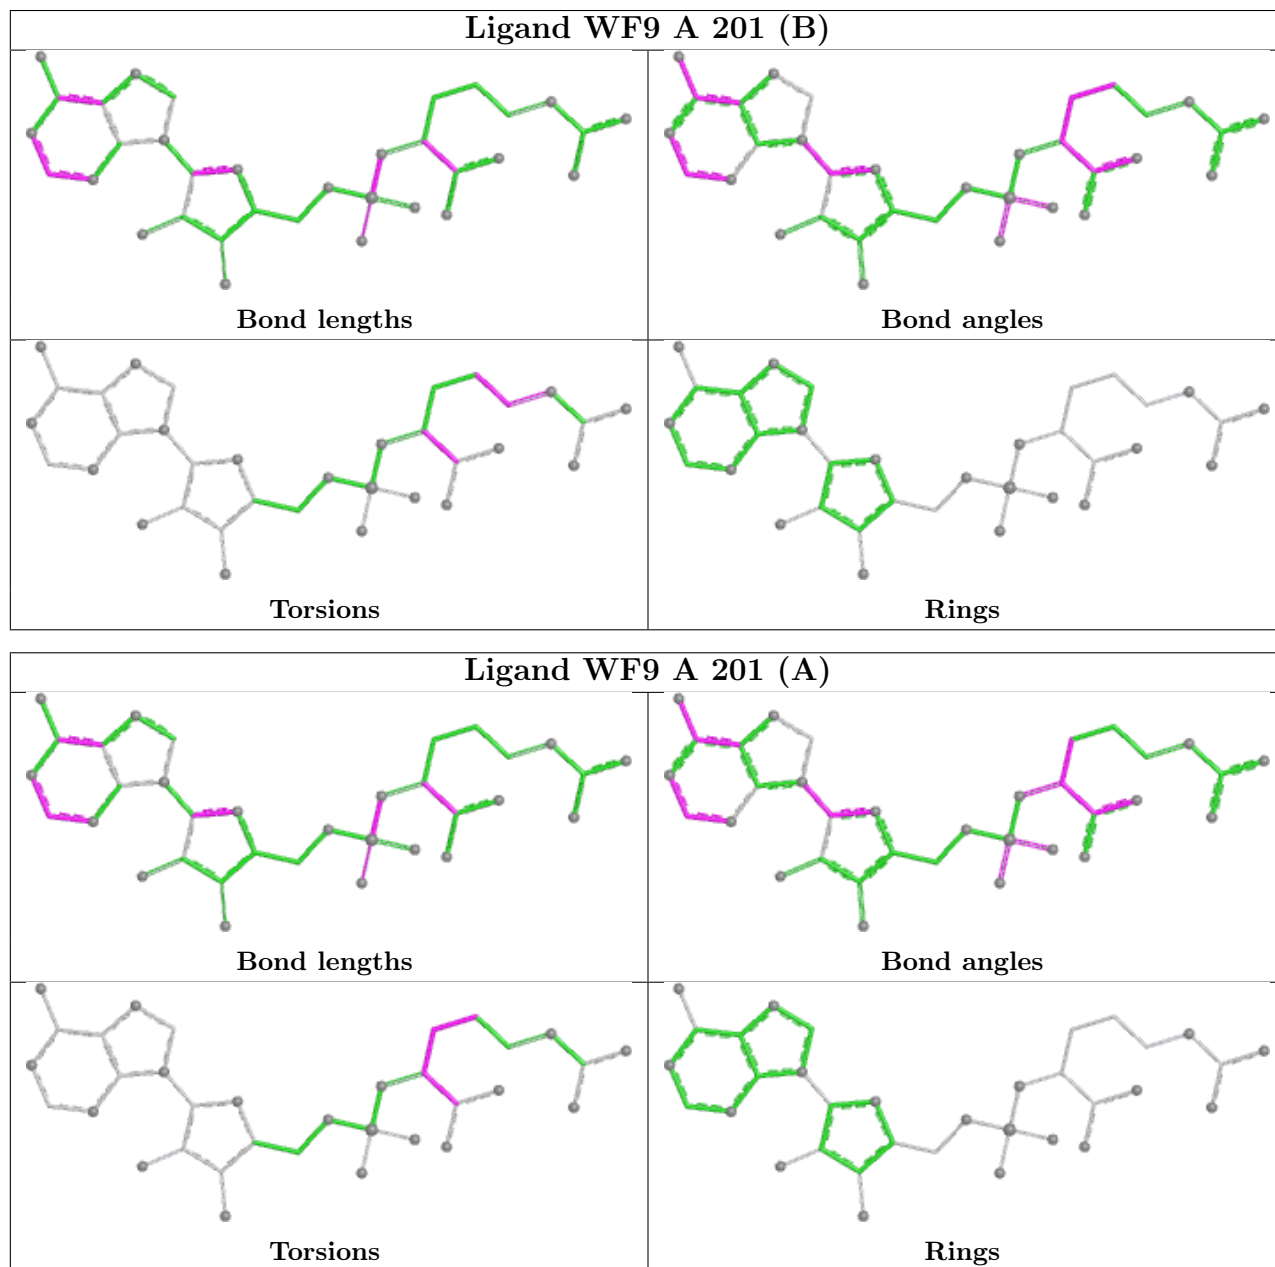 Ligand WF9 A 201 (B)
Bond lengths
Bond angles
Torsions
Rings
Ligand WF9 A 201 (A)
Bond lengths
Bond angles
Torsions
Rings